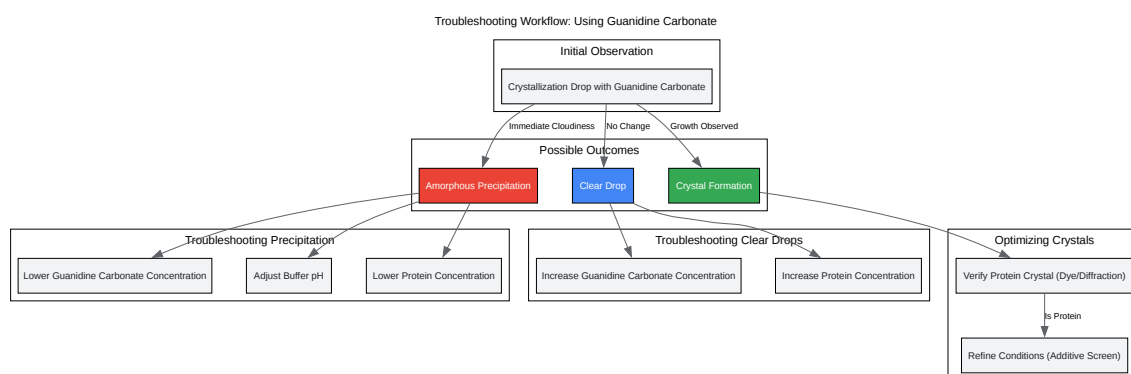 Troubleshooting Workflow: Using Guanidine Carbonate
Initial Observation
Crystallization Drop with Guanidine Carbonate
Immediate Cloudiness
No Change
Growth Observed
Possible Outcomes
Amorphous Precipitation
Clear Drop
Crystal Formation
Troubleshooting Precipitation
Lower Guanidine Carbonate Concentration
Adjust Buffer pH
Lower Protein Concentration
Troubleshooting Clear Drops
Increase Guanidine Carbonate Concentration
Increase Protein Concentration
Optimizing Crystals
Verify Protein Crystal (Dye/Diffraction)
Is Protein
Refine Conditions (Additive Screen)